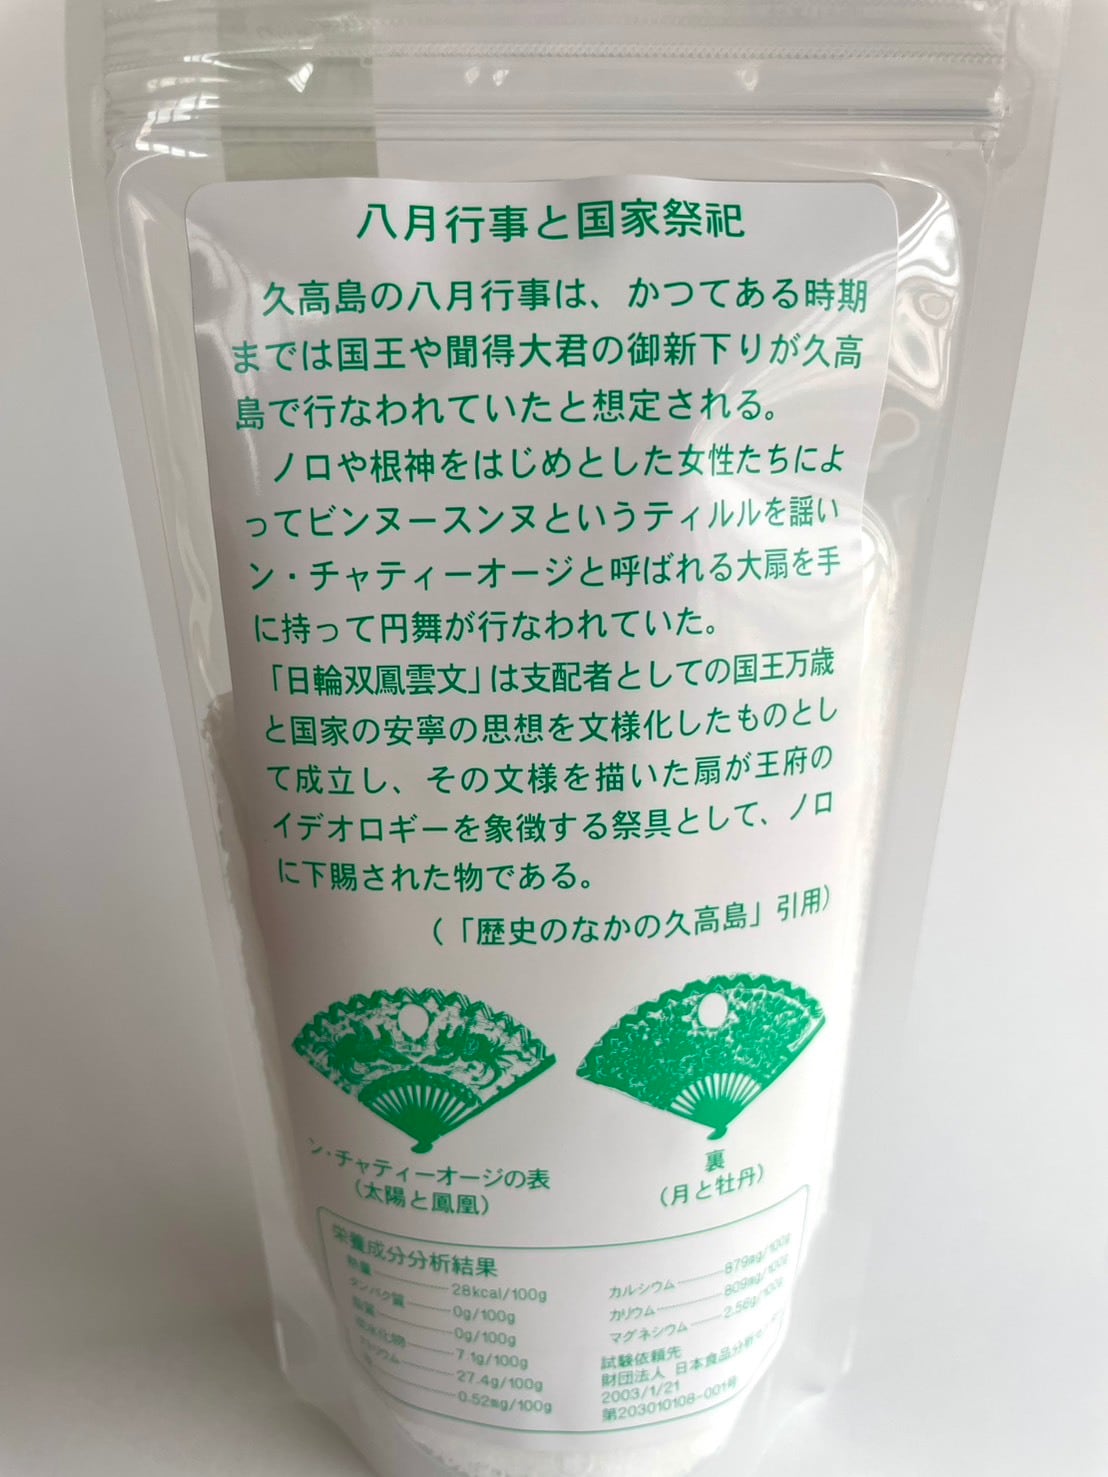 八月行事と国家祭祀
久高島の八月行事は、かつてある時期
までは国王や聞得大君の御新下りが久高
島で行なわれていたと想定される。
ノロや根神をはじめとした女性たちによ
ってビンヌースンヌというティルルを謡い
ン・チャティーオージと呼ばれる大扇を手
に持って円舞が行なわれていた。
「日輪双鳳雲文」は支配者としての国王万歳
と国家の安寧の思想を文様化したものとし
て成立し、その文様を描いた扇が王府の
イデオロギーを象徴する祭具として、ノロ
に下賜された物である。
（「歴史のなかの久高島」引用）
ン・チャティーオージの表
（太陽と鳳凰）
裏
（月と牡丹）
栄養成分分析結果
熱量 28kcal/100g
タンパク質 0g/100g
脂質 0g/100g
炭水化物 7.1g/100g
ナトリウム 27.4g/100g
0.52mg/100g
カルシウム 879mg/100g
カリウム 809mg/100g
マグネシウム 2.56g/100g
試験依頼先
財団法人 日本食品分析センター
2003/1/21
第203010108-001号